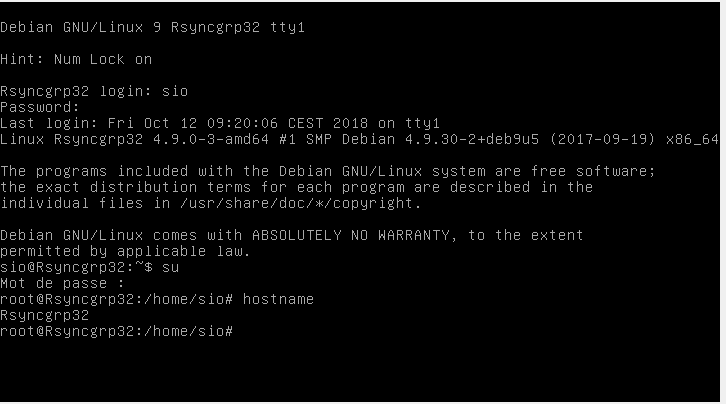 Debian GNU/Linux 9 Rsyncgrp32 tty1
Hint: Num Lock on
Rsyncgrp32 login: sio
Password:
Last login: Fri Oct 12 09:20:06 CEST 2018 on tty1
Linux Rsyncgrp32 4.9.0-3-amd64 #1 SMP Debian 4.9.30-2+deb9u5 (2017-09-19) x86_64
The programs included with the Debian GNU/Linux system are free software;
the exact distribution terms for each program are described in the
individual files in /usr/share/doc/*/copyright.
Debian GNU/Linux comes with ABSOLUTELY NO WARRANTY, to the extent
permitted by applicable law.
sio@Rsyncgrp32:~$ su
Mot de passe :
root@Rsyncgrp32:/home/sio# hostname
Rsyncgrp32
root@Rsyncgrp32:/home/sio#